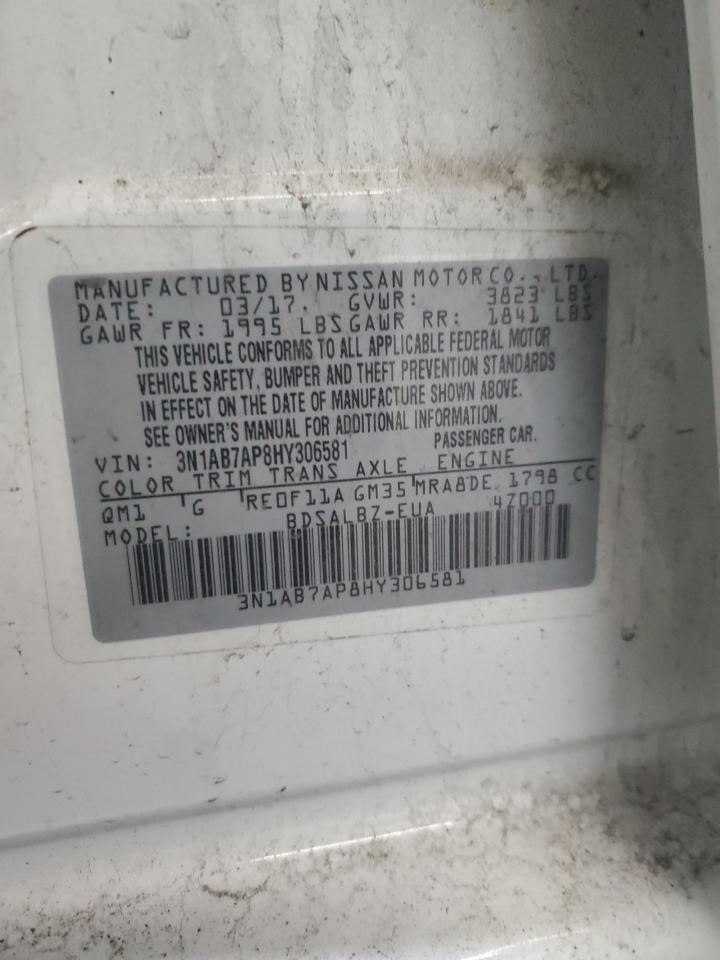 MANUFACTURED BY NISSAN MOTOR CO., LTD.
DATE: 03/17. GVWR: 3823 LBS
GAWR FR: 1995 LBS GAWR RR: 1841 LBS
THIS VEHICLE CONFORMS TO ALL APPLICABLE FEDERAL MOTOR
VEHICLE SAFETY, BUMPER AND THEFT PREVENTION STANDARDS
IN EFFECT ON THE DATE OF MANUFACTURE SHOWN ABOVE.
SEE OWNER'S MANUAL FOR ADDITIONAL INFORMATION.
VIN: 3N1AB7AP8HY306581 PASSENGER CAR.
COLOR TRIM TRANS AXLE ENGINE
QM1 G RE0F11A GM35 MRA8DE 1798 CC
MODEL: BDSALBZ-EUA 47000
3N1AB7AP8HY306581